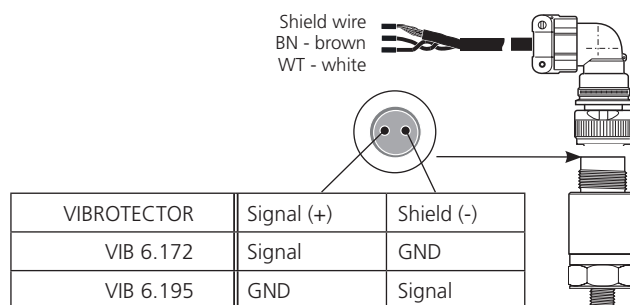 Shield wire
BN - brown
WT - white
VIBROTECTOR Signal (+) Shield (-)
VIB 6.172 Signal GND
VIB 6.195 GND Signal